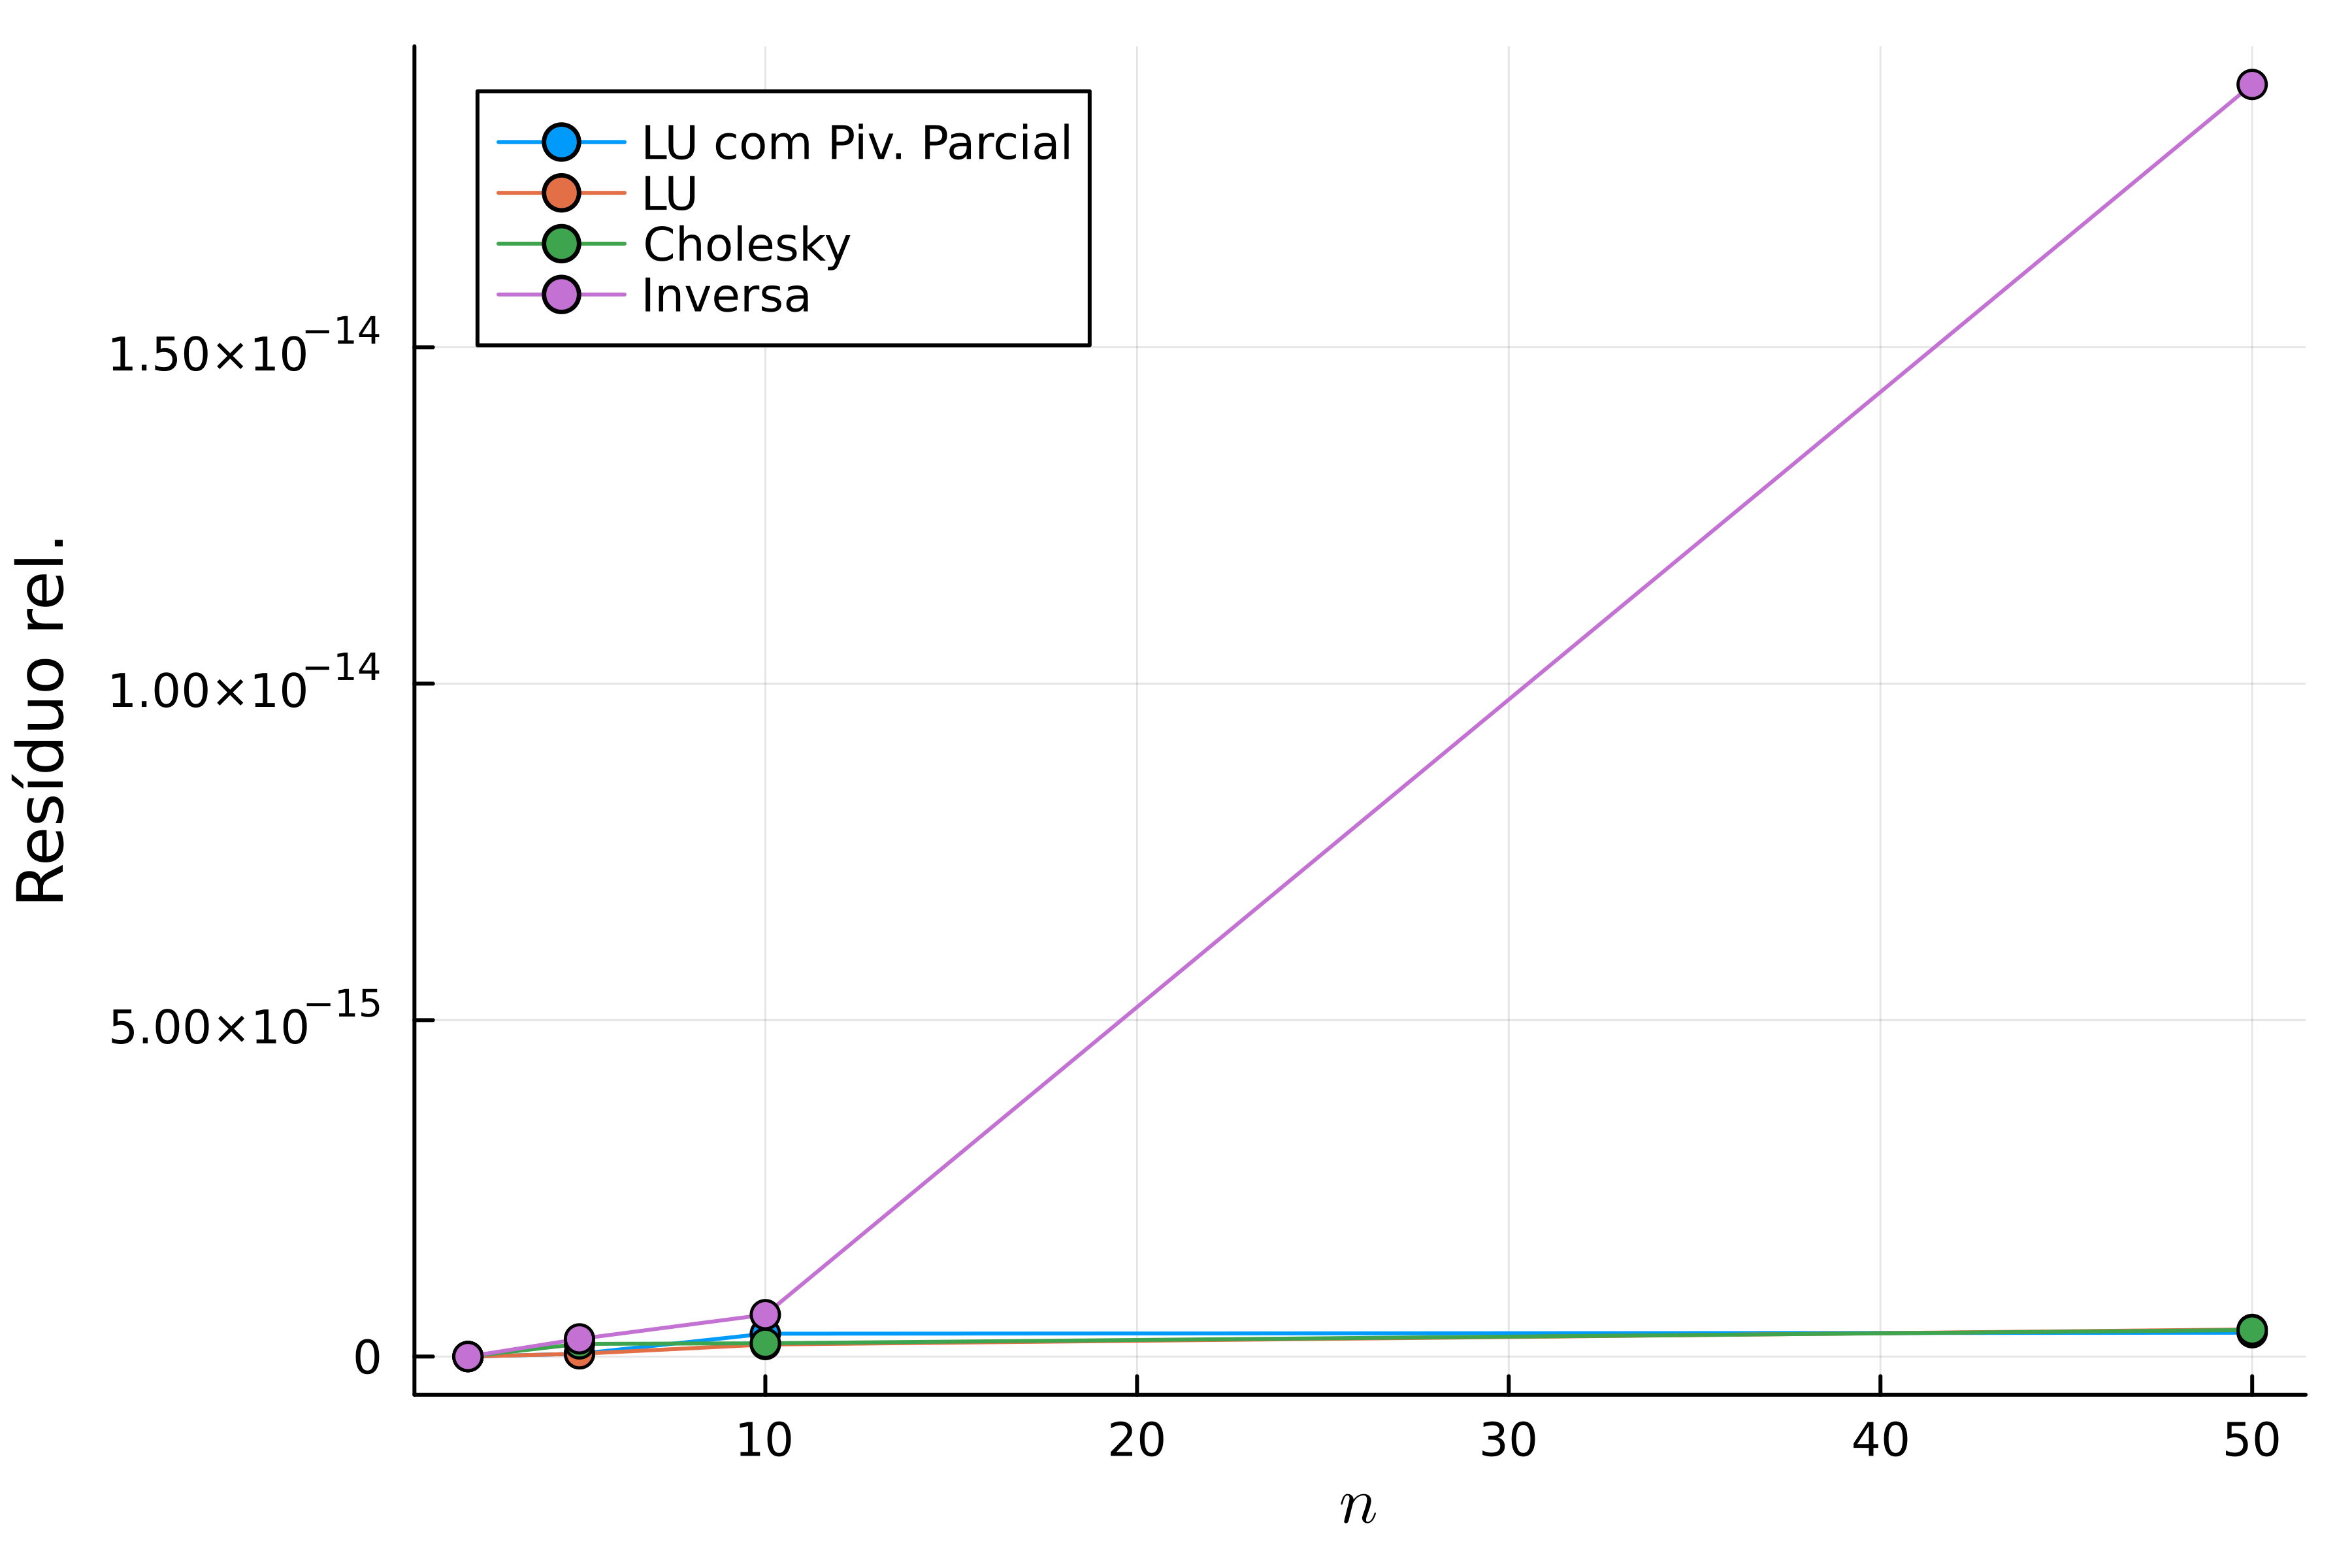 LU com Piv. Parcial
LU
Cholesky
Inversa
1.50×10⁻¹⁴
1.00×10⁻¹⁴
5.00×10⁻¹⁵
0
Resíduo rel.
10 20 30 40 50
n